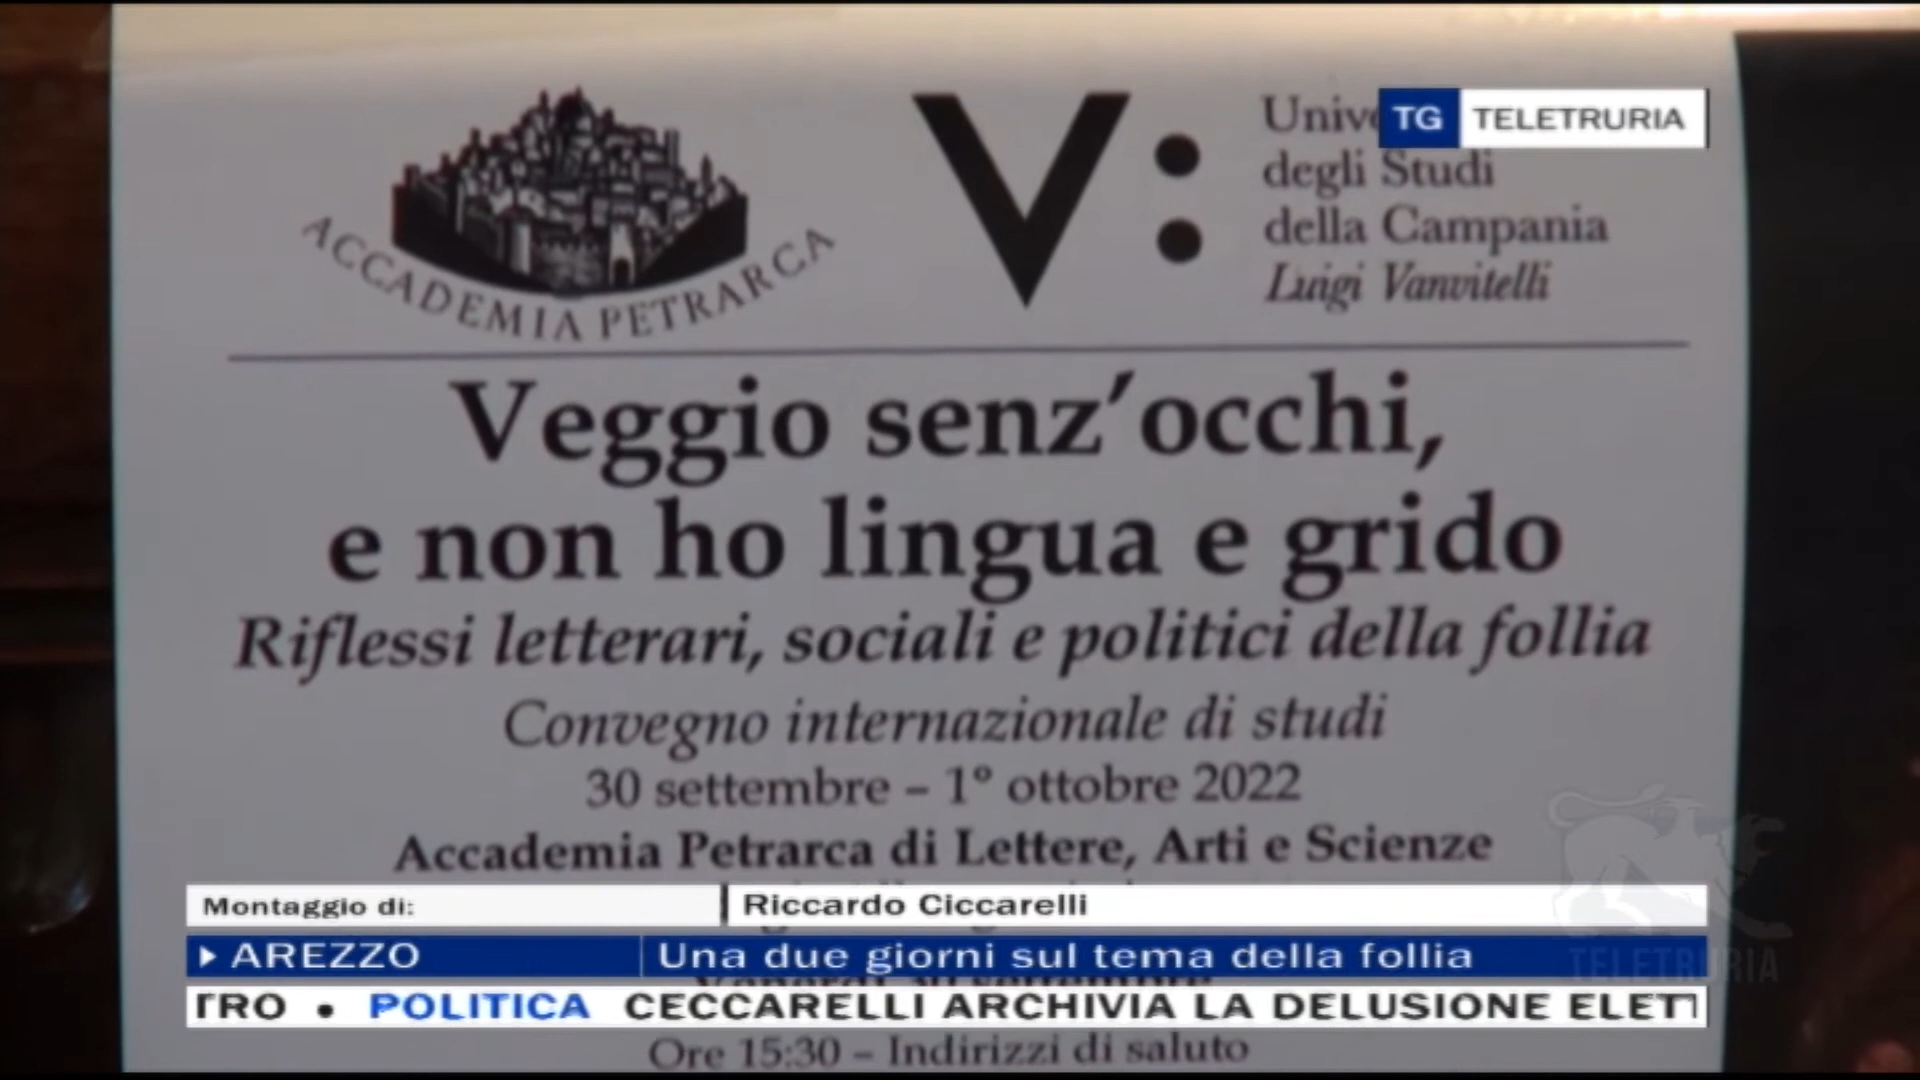 ACCADEMIA PETRARCA
V:
TG TELETRURIA
degli Studi
della Campania
Luigi Vanvitelli
Veggio senz'occhi,
e non ho lingua e grido
Riflessi letterari, sociali e politici della follia
Convegno internazionale di studi
30 settembre – 1° ottobre 2022
Accademia Petrarca di Lettere, Arti e Scienze
Montaggio di: Riccardo Ciccarelli
AREZZO Una due giorni sul tema della follia
TELETRURIA
TRO • POLITICA CECCARELLI ARCHIVIA LA DELUSIONE ELETT
Ore 15:30 – Indirizzi di saluto